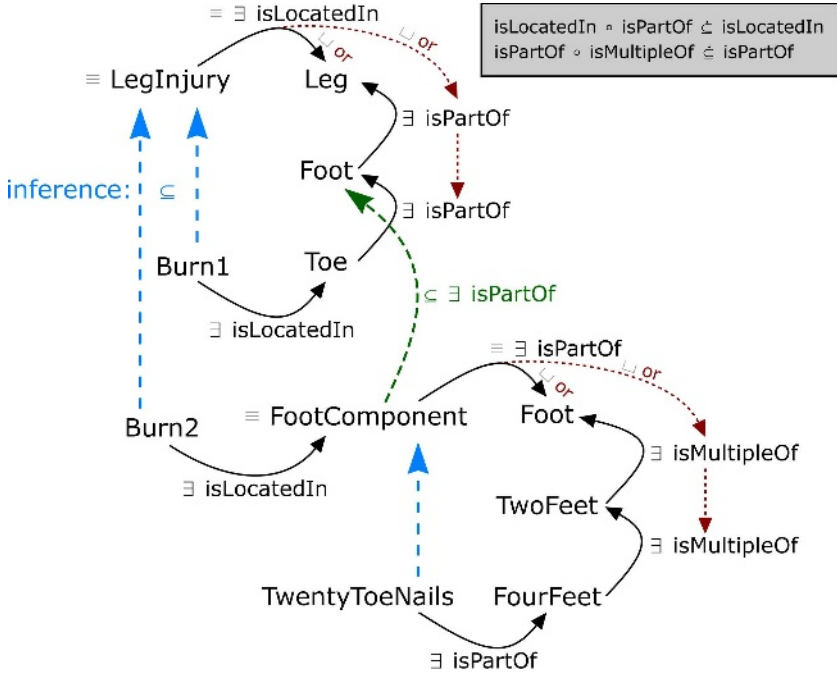 ≡ ∃ isLocatedIn
isLocatedIn ∘ isPartOf ⊆ isLocatedIn
isPartOf ∘ isMultipleOf ⊆ isPartOf
⊔ or
⊔ or
≡ LegInjury
Leg
∃ isPartOf
Foot
inference: ⊆
∃ isPartOf
Burn1
Toe
⊆ ∃ isPartOf
∃ isLocatedIn
≡ ∃ isPartOf
⊔ or
⊔ or
Burn2
≡ FootComponent
Foot
∃ isMultipleOf
∃ isLocatedIn
TwoFeet
∃ isMultipleOf
TwentyToeNails
FourFeet
∃ isPartOf